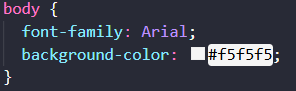 body {
  font-family: Arial;
  background-color: #f5f5f5;
}